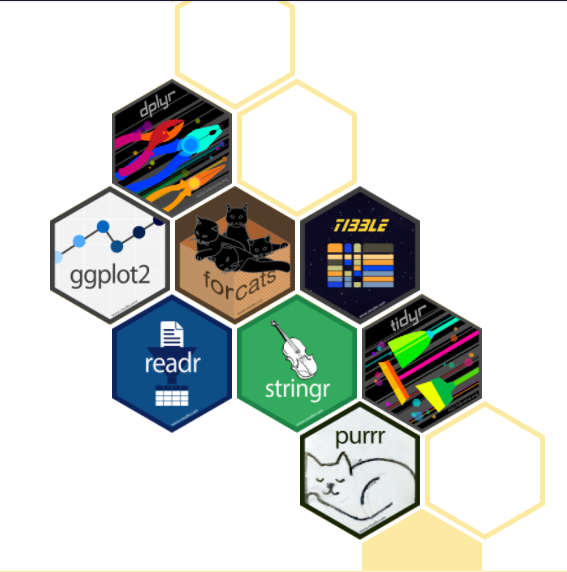 dplyr
ggplot2
forcats
TIBBLE
readr
stringr
tidyr
purrr